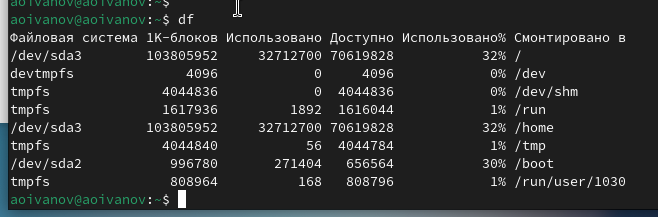 aoivanov@aoivanov:~$
aoivanov@aoivanov:~$ df
Файловая система 1K-блоков Использовано Доступно Использовано% Смонтировано в
/dev/sda3 103805952 32712700 70619828 32% /
devtmpfs 4096 0 4096 0% /dev
tmpfs 4044836 0 4044836 0% /dev/shm
tmpfs 1617936 1892 1616044 1% /run
/dev/sda3 103805952 32712700 70619828 32% /home
tmpfs 4044840 56 4044784 1% /tmp
/dev/sda2 996780 271404 656564 30% /boot
tmpfs 808964 168 808796 1% /run/user/1030
aoivanov@aoivanov:~$